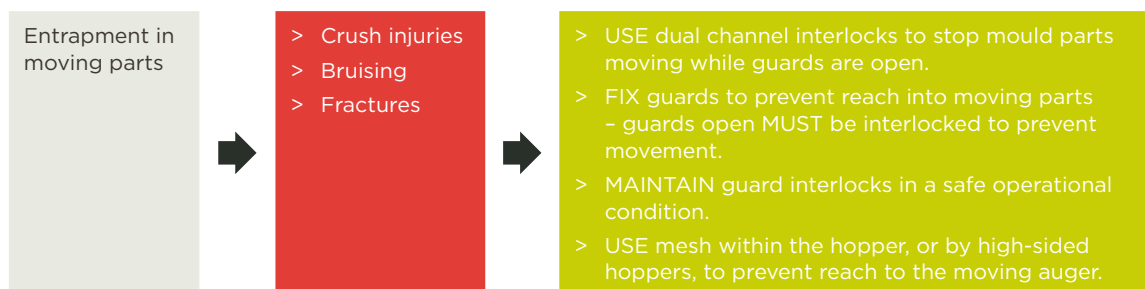 Entrapment in
moving parts
> Crush injuries
> Bruising
> Fractures
> USE dual channel interlocks to stop mould parts
moving while guards are open.
> FIX guards to prevent reach into moving parts
– guards open MUST be interlocked to prevent
movement.
> MAINTAIN guard interlocks in a safe operational
condition.
> USE mesh within the hopper, or by high-sided
hoppers, to prevent reach to the moving auger.